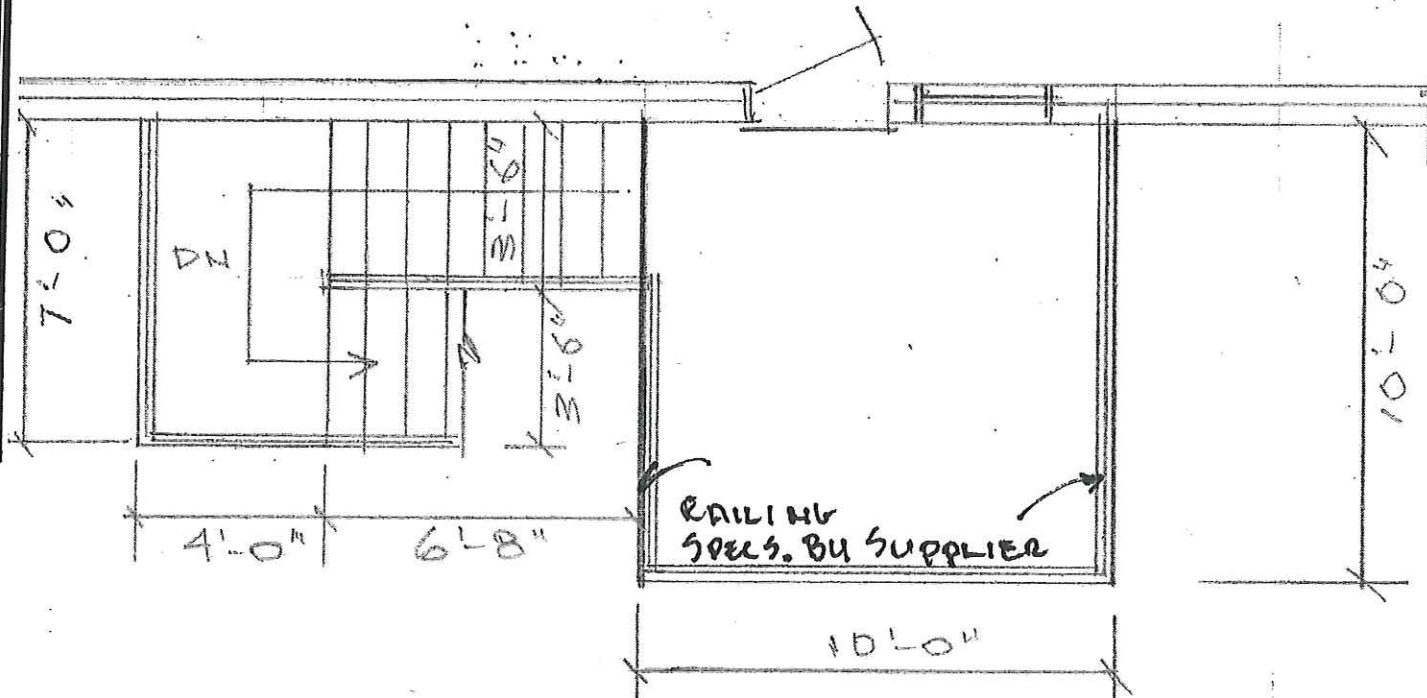 7'-0"
DN
3'-6"
3'-6"
10'-0"
4'-0"
6'-8"
RAILING
SPECS. BY SUPPLIER
10'-0"